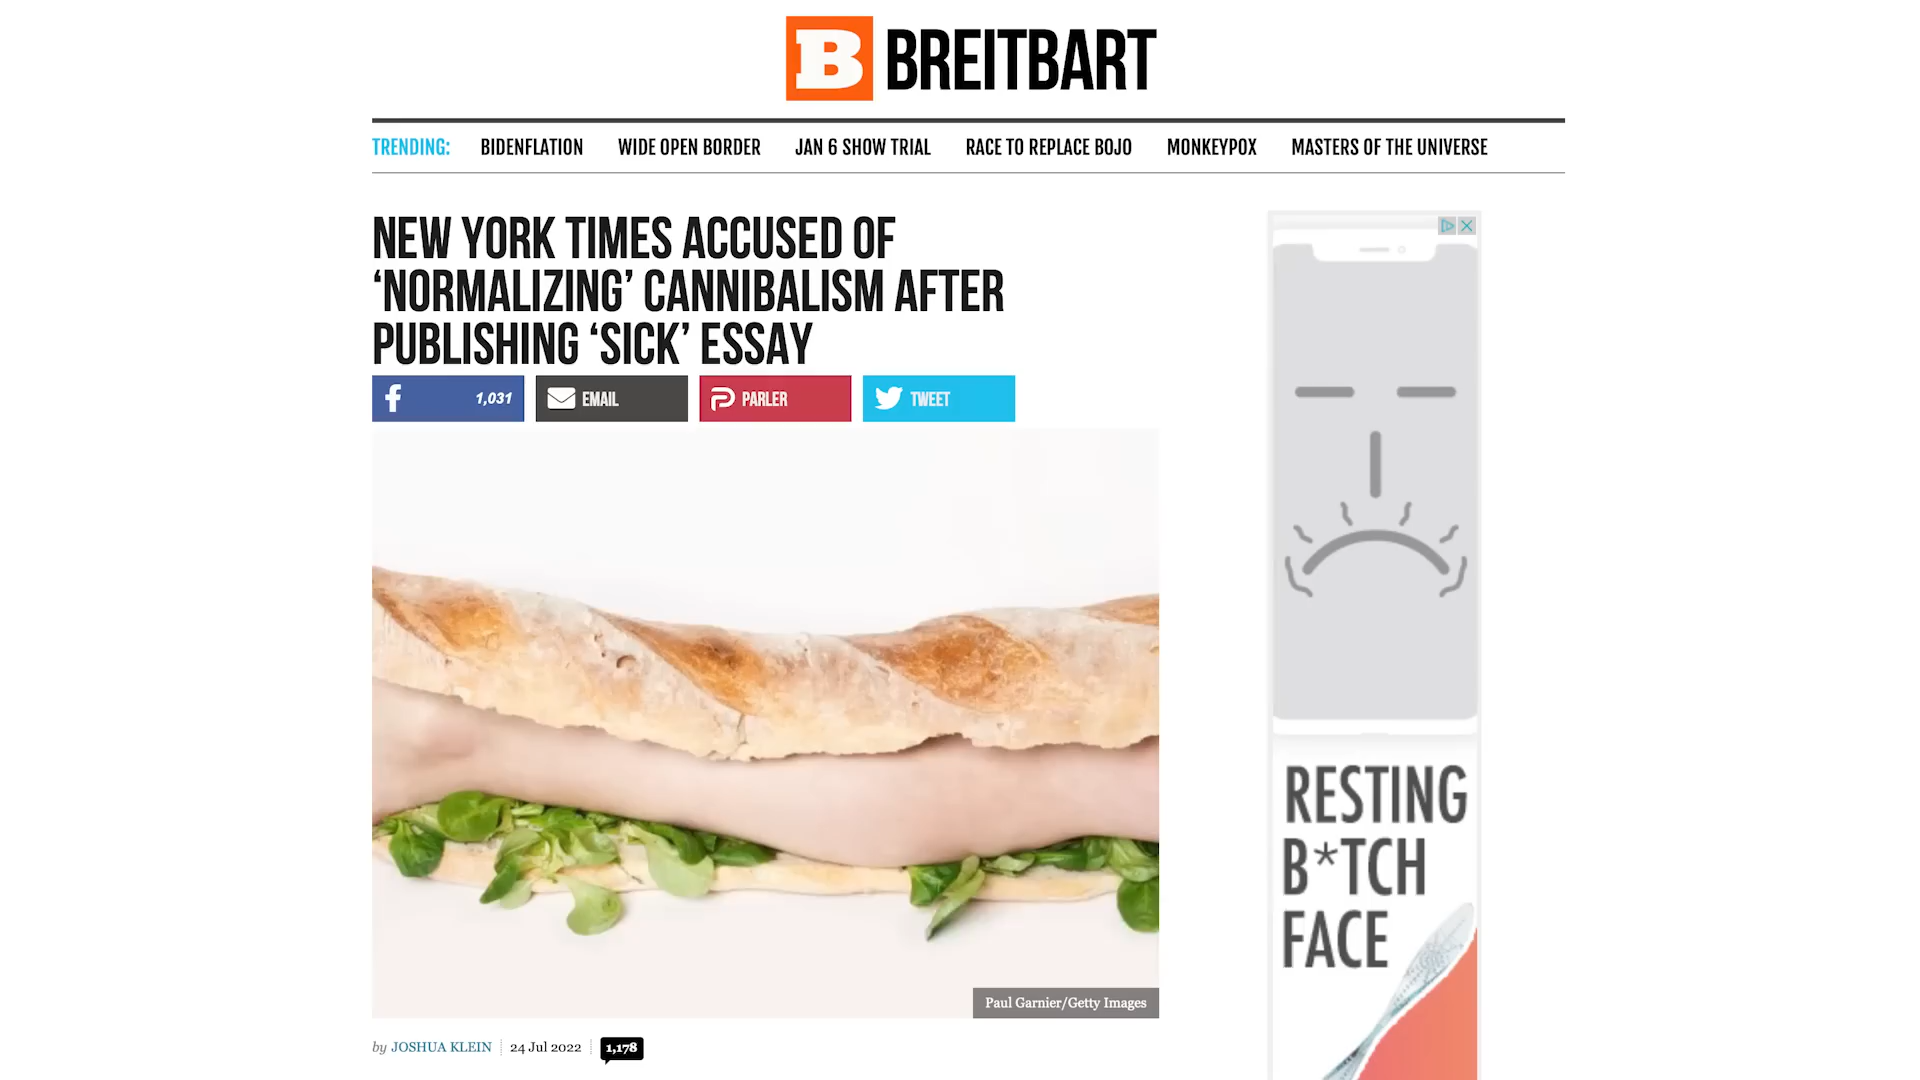 B BREITBART
TRENDING: BIDENFLATION WIDE OPEN BORDER JAN 6 SHOW TRIAL RACE TO REPLACE BOJO MONKEYPOX MASTERS OF THE UNIVERSE
NEW YORK TIMES ACCUSED OF
‘NORMALIZING’ CANNIBALISM AFTER
PUBLISHING ‘SICK’ ESSAY
f 1,031 EMAIL PARLER TWEET
Paul Garnier/Getty Images
by JOSHUA KLEIN 24 Jul 2022 1,178
RESTING
B*TCH
FACE